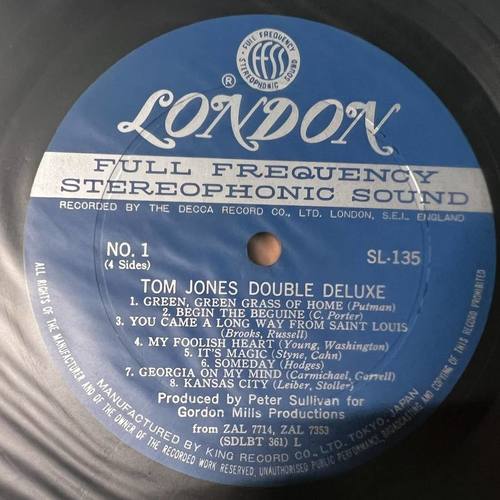 FULL FREQUENCY
ffss
STEREOPHONIC SOUND
®
LONDON
FULL FREQUENCY
STEREOPHONIC SOUND
RECORDED BY THE DECCA RECORD CO., LTD. LONDON, S.E.I., ENGLAND
NO. 1
(4 Sides)
SL-135
TOM JONES DOUBLE DELUXE
1. GREEN, GREEN GRASS OF HOME (Putman)
2. BEGIN THE BEGUINE (C. Porter)
3. YOU CAME A LONG WAY FROM SAINT LOUIS
(Brooks, Russell)
4. MY FOOLISH HEART (Young, Washington)
5. IT'S MAGIC (Styne, Cahn)
6. SOMEDAY (Hodges)
7. GEORGIA ON MY MIND (Carmichael, Garrell)
8. KANSAS CITY (Leiber, Stoller)
Produced by Peter Sullivan for
Gordon Mills Productions
from ZAL 7714, ZAL 7353
(SDLBT 361) L
MANUFACTURED BY KING RECORD CO., LTD. TOKYO, JAPAN
ALL RIGHTS OF THE MANUFACTURER AND OF THE OWNER OF THE RECORDED WORK RESERVED, UNAUTHORISED PUBLIC PERFORMANCE, BROADCASTING AND COPYING OF THIS RECORD PROHIBITED